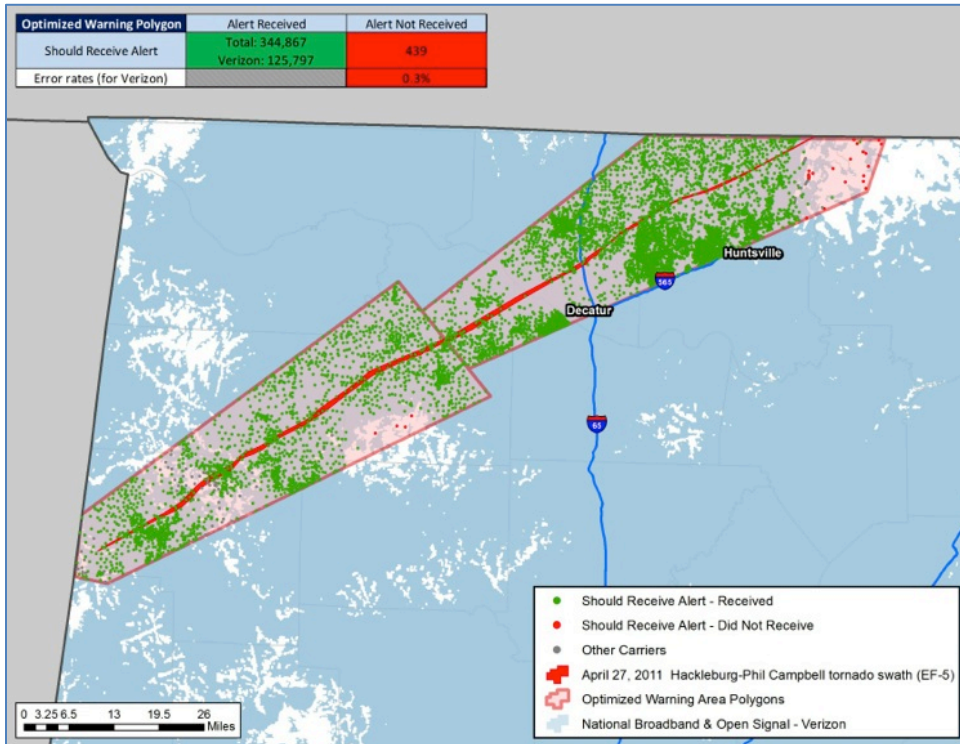 Optimized Warning Polygon Alert Received Alert Not Received
Should Receive Alert Total: 344,867 439
Verizon: 125,797
Error rates (for Verizon) 0.3%
Huntsville
565
Decatur
65
Should Receive Alert - Received
Should Receive Alert - Did Not Receive
Other Carriers
April 27, 2011 Hackleburg-Phil Campbell tornado swath (EF-5)
Optimized Warning Area Polygons
National Broadband & Open Signal - Verizon
0 3.25 6.5 13 19.5 26
Miles